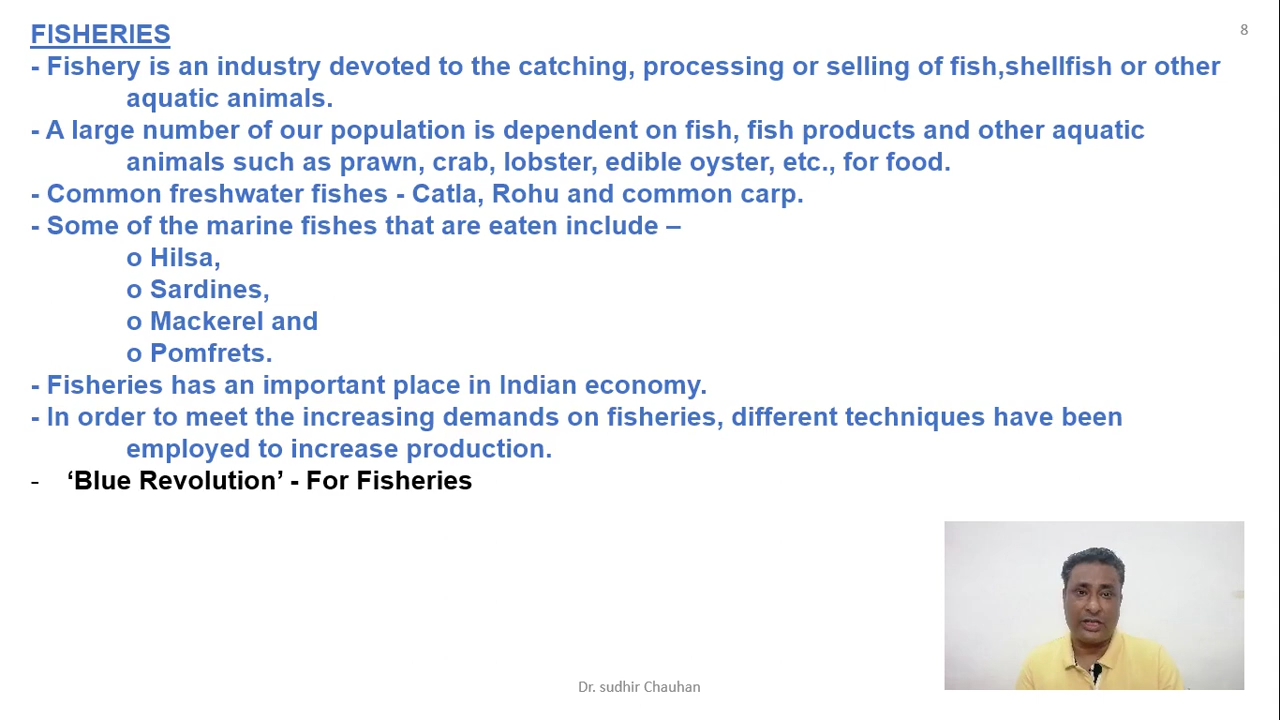 FISHERIES
8
- Fishery is an industry devoted to the catching, processing or selling of fish,shellfish or other
aquatic animals.
- A large number of our population is dependent on fish, fish products and other aquatic
animals such as prawn, crab, lobster, edible oyster, etc., for food.
- Common freshwater fishes - Catla, Rohu and common carp.
- Some of the marine fishes that are eaten include –
o Hilsa,
o Sardines,
o Mackerel and
o Pomfrets.
- Fisheries has an important place in Indian economy.
- In order to meet the increasing demands on fisheries, different techniques have been
employed to increase production.
- ‘Blue Revolution’ - For Fisheries
Dr. sudhir Chauhan